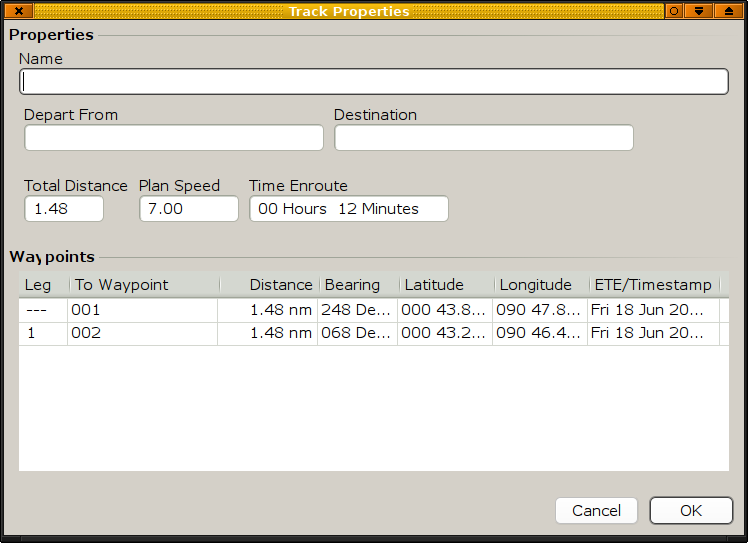 Track Properties
Properties
Name
Depart From Destination
Total Distance Plan Speed Time Enroute
1.48 7.00 00 Hours 12 Minutes
Waypoints
Leg To Waypoint Distance Bearing Latitude Longitude ETE/Timestamp
--- 001 1.48 nm 248 De... 000 43.8... 090 47.8... Fri 18 Jun 20...
1 002 1.48 nm 068 De... 000 43.2... 090 46.4... Fri 18 Jun 20...
Cancel OK